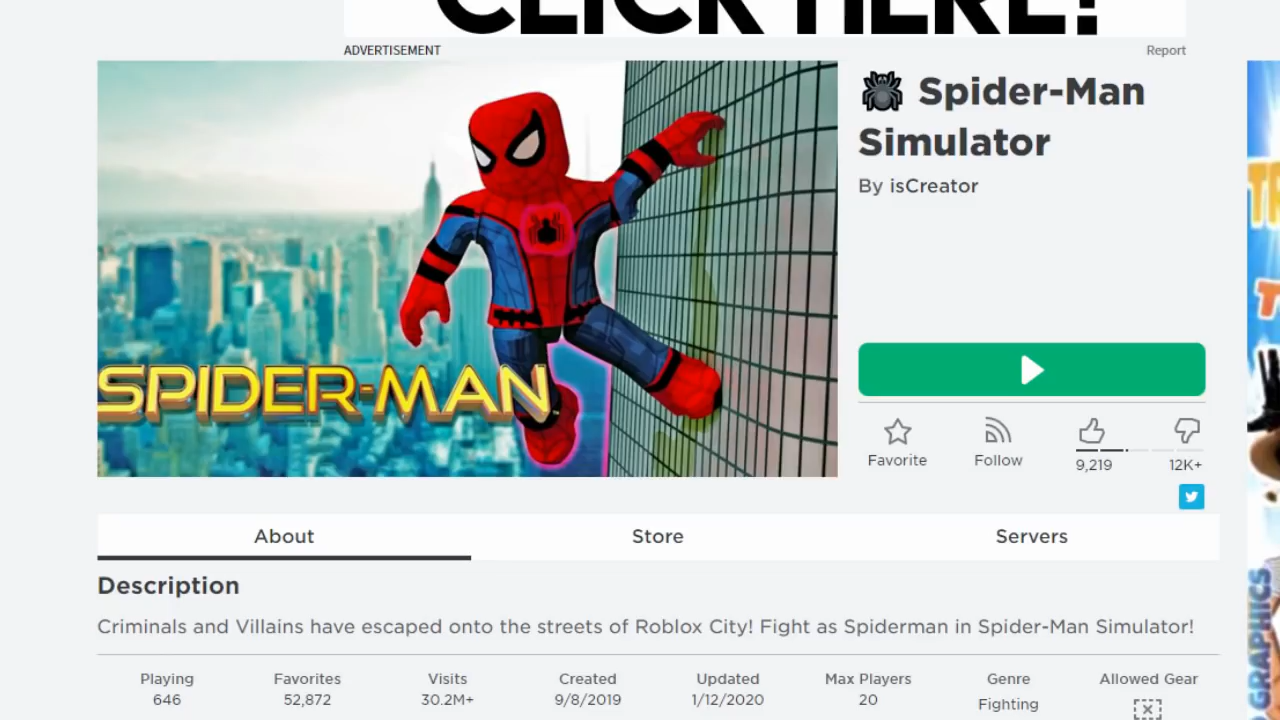 CLICK HERE!
ADVERTISEMENT
Report
SPIDER-MAN
Spider-Man
Simulator
By isCreator
Favorite
Follow
9,219
12K+
About
Store
Servers
Description
Criminals and Villains have escaped onto the streets of Roblox City! Fight as Spiderman in Spider-Man Simulator!
Playing Favorites Visits Created Updated Max Players Genre Allowed Gear
646 52,872 30.2M+ 9/8/2019 1/12/2020 20 Fighting
GRAPHICS